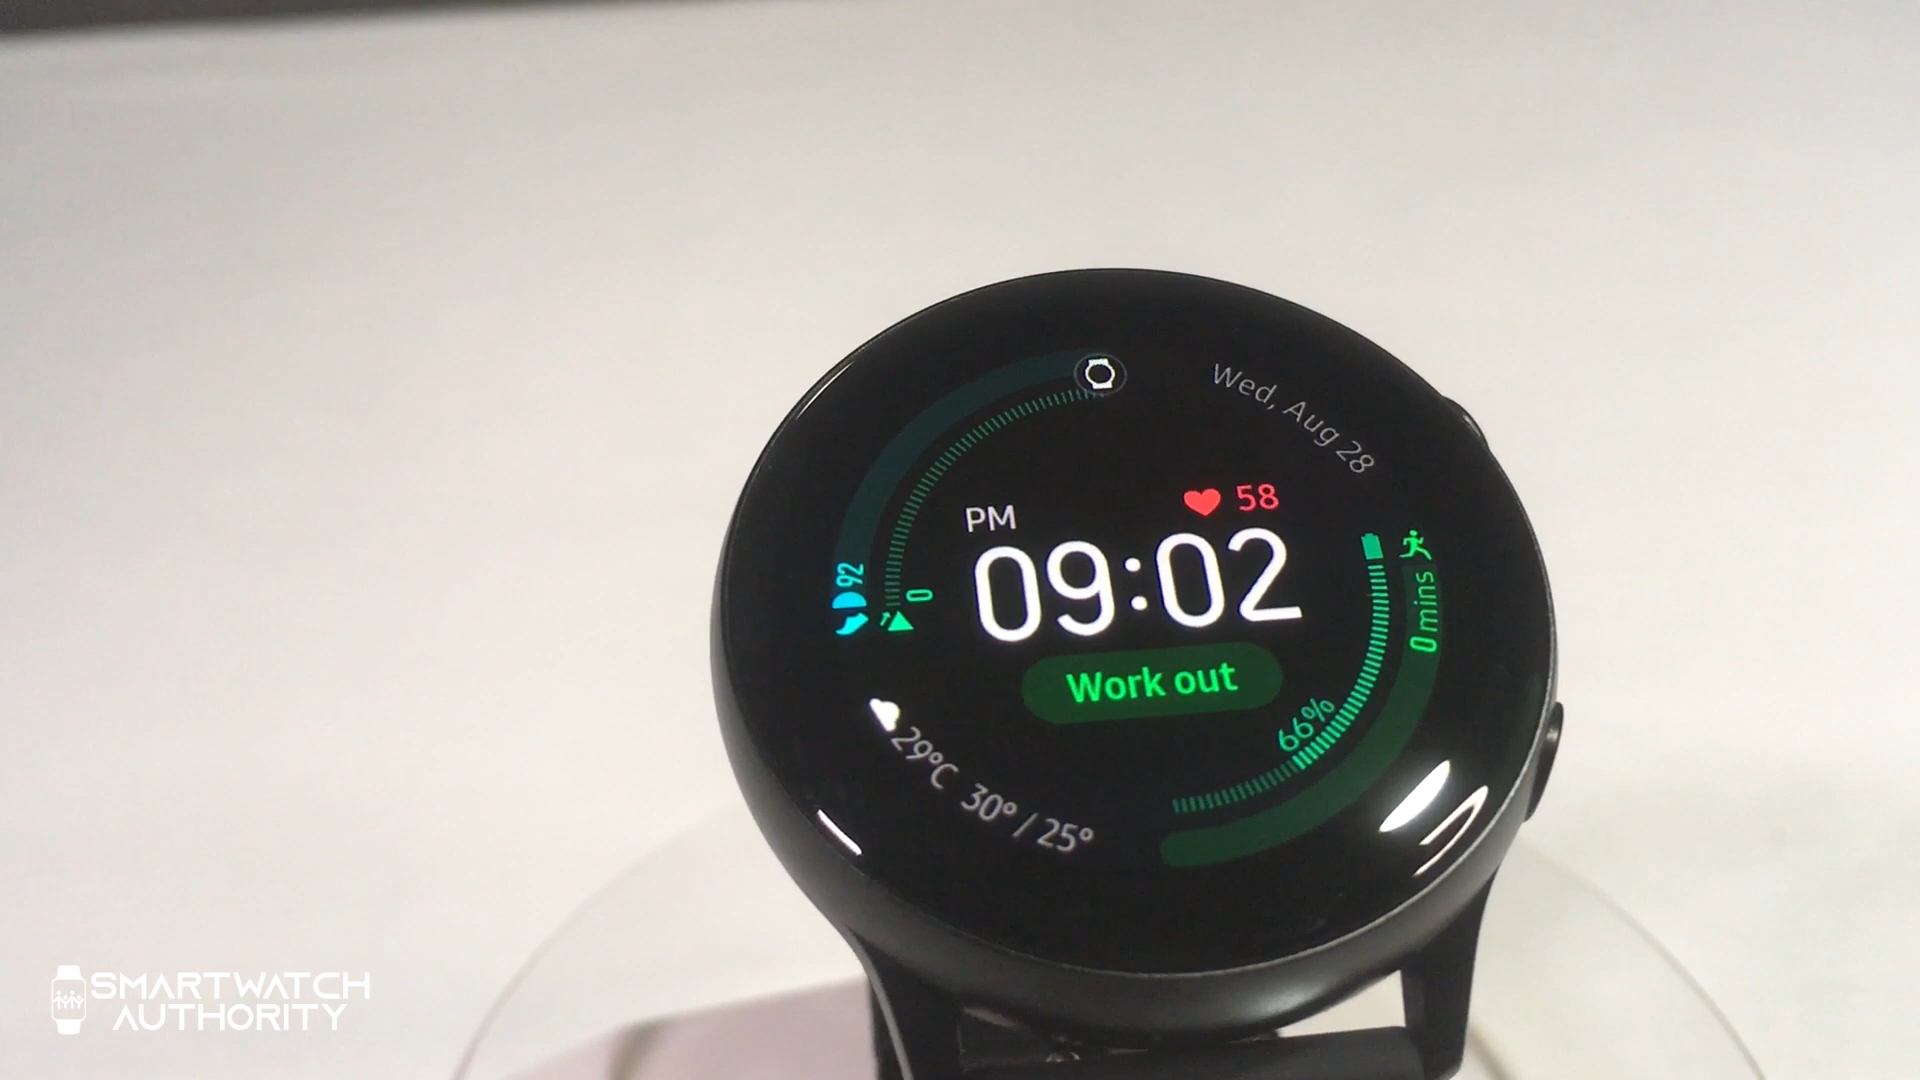 Wed, Aug 28
58
PM
09:02
92
0
0 mins
Work out
66%
29°C 30° / 25°
SMARTWATCH
AUTHORITY